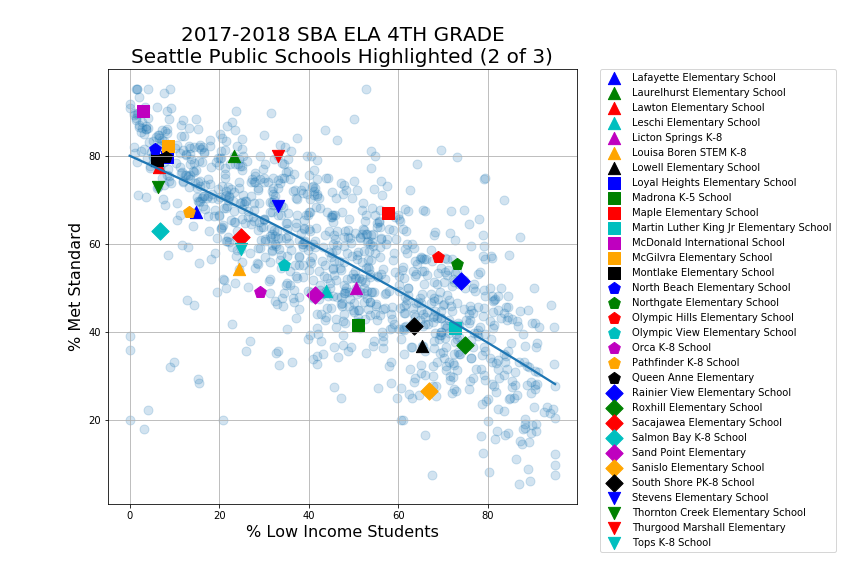 2017-2018 SBA ELA 4TH GRADE
Seattle Public Schools Highlighted (2 of 3)
% Met Standard
80
60
40
20
0
20
40
60
80
% Low Income Students
Lafayette Elementary School
Laurelhurst Elementary School
Lawton Elementary School
Leschi Elementary School
Licton Springs K-8
Louisa Boren STEM K-8
Lowell Elementary School
Loyal Heights Elementary School
Madrona K-5 School
Maple Elementary School
Martin Luther King Jr Elementary School
McDonald International School
McGilvra Elementary School
Montlake Elementary School
North Beach Elementary School
Northgate Elementary School
Olympic Hills Elementary School
Olympic View Elementary School
Orca K-8 School
Pathfinder K-8 School
Queen Anne Elementary
Rainier View Elementary School
Roxhill Elementary School
Sacajawea Elementary School
Salmon Bay K-8 School
Sand Point Elementary
Sanislo Elementary School
South Shore PK-8 School
Stevens Elementary School
Thornton Creek Elementary School
Thurgood Marshall Elementary
Tops K-8 School